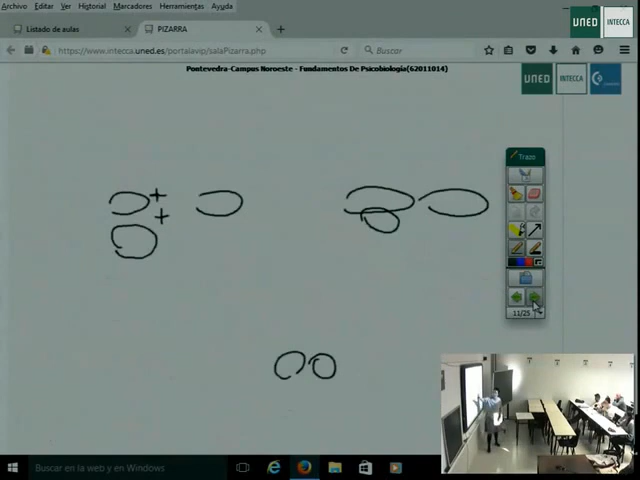 Archivo Editar Ver Historial Marcadores Herramientas Ayuda
Listado de aulas
PIZARRA
https://www.intecca.uned.es/portalavip/salaPizarra.php
Buscar
UNED INTECCA
Pontevedra-Campus Noroeste - Fundamentos De Psicobiología(62011014)
UNED INTECCA
Trazo
11/25
Buscar en la web y en Windows